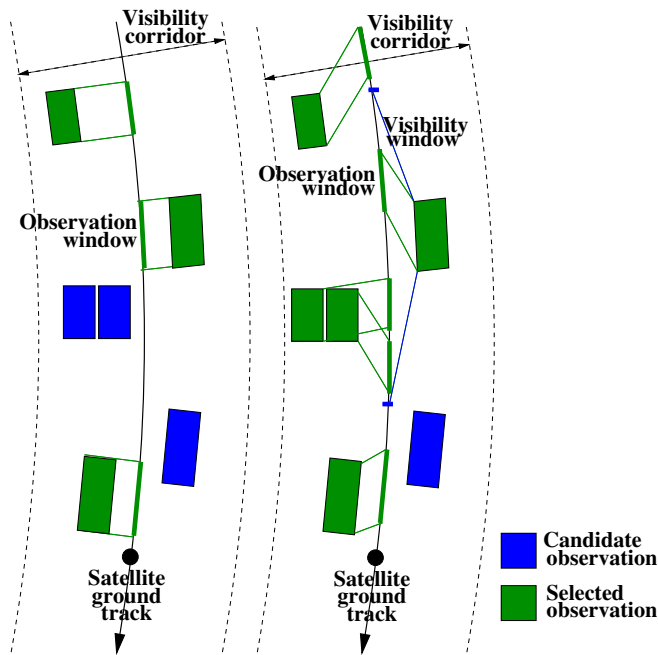 Visibility
corridor
Observation
window
Satellite
ground
track
Visibility
corridor
Visibility
window
Observation
window
Satellite
ground
track
Candidate
observation
Selected
observation